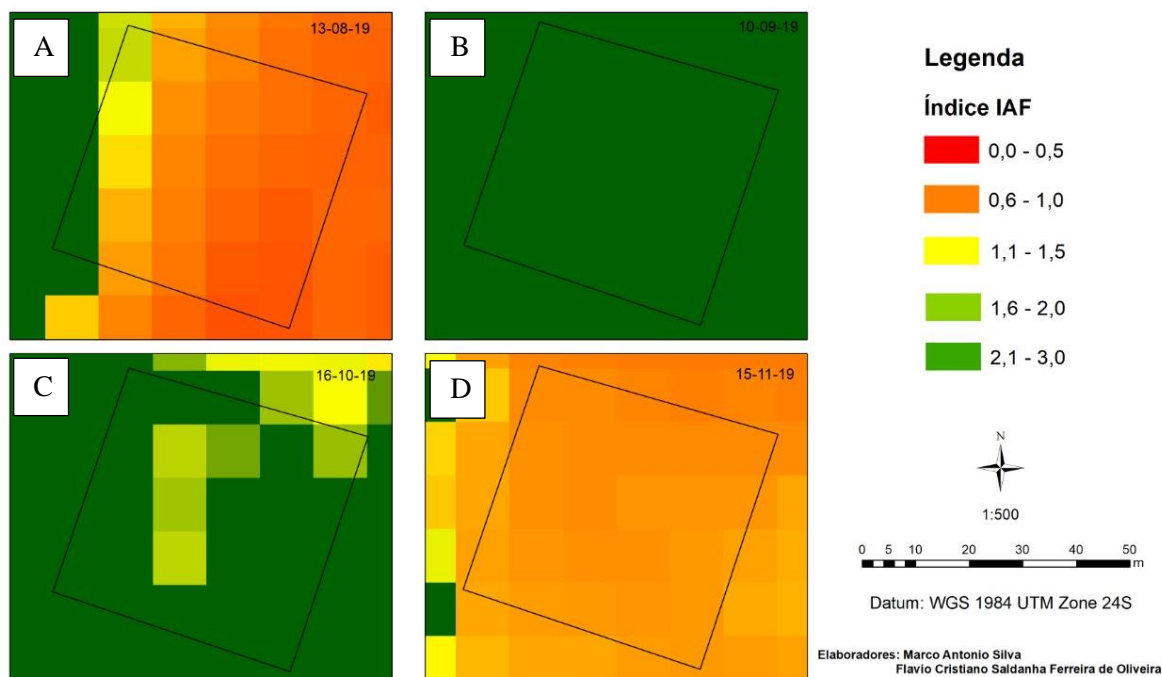 A
13-08-19
B
10-09-19
C
16-10-19
D
15-11-19
Legenda
Índice IAF
0,0 - 0,5
0,6 - 1,0
1,1 - 1,5
1,6 - 2,0
2,1 - 3,0
N
1:500
0 5 10 20 30 40 50
m
Datum: WGS 1984 UTM Zone 24S
Elaboradores: Marco Antonio Silva
Flavio Cristiano Saldanha Ferreira de Oliveira